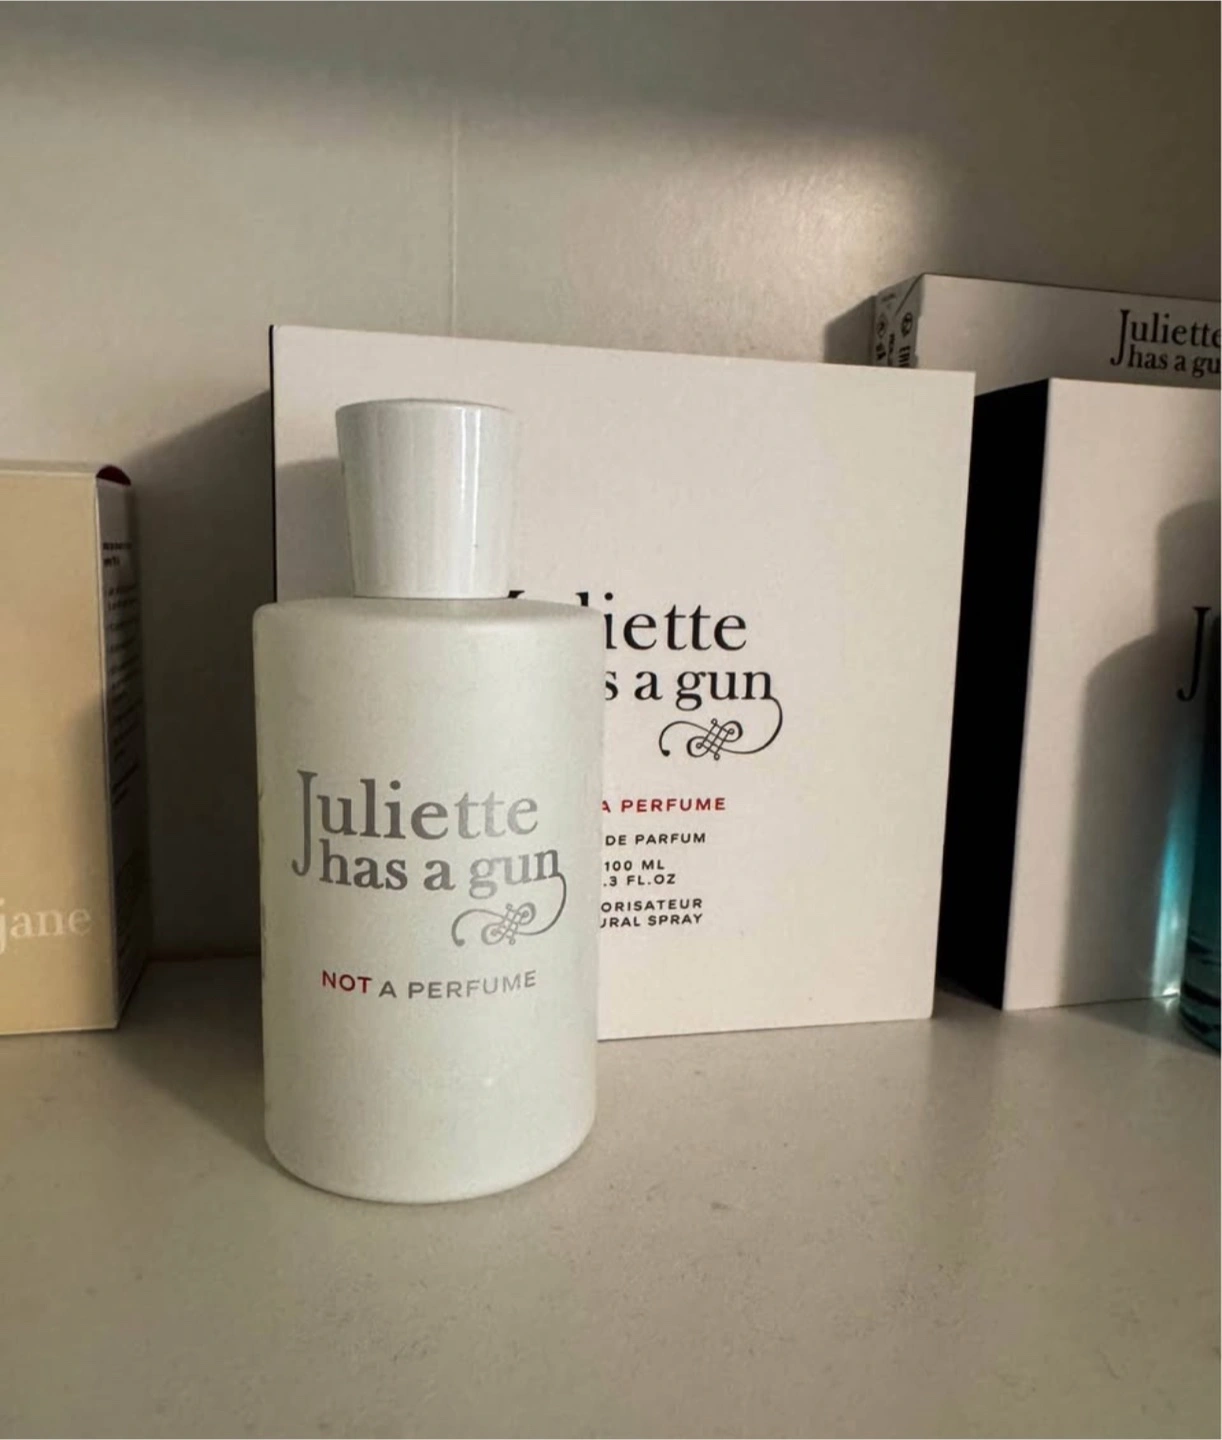 Juliette
has a gun
NOT A PERFUME
iette
s a gun
A PERFUME
DE PARFUM
100 ML
.3 FL.OZ
ORISATEUR
URAL SPRAY
Juliette
has a gu
J
jane